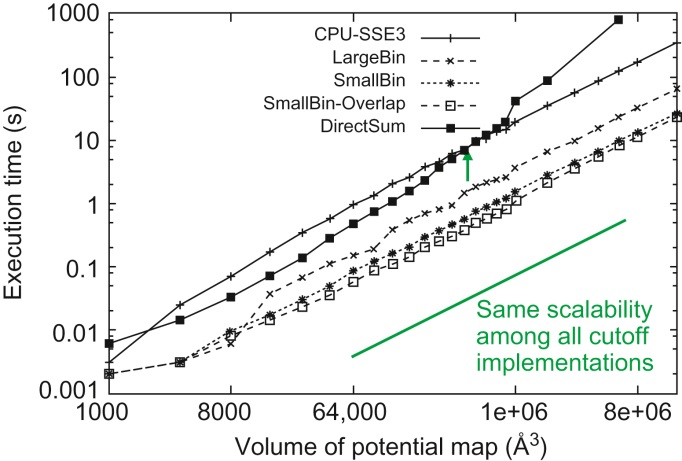 1000
100
10
1
0.1
0.01
0.001
Execution time (s)
CPU-SSE3
LargeBin
SmallBin
SmallBin-Overlap
DirectSum
Same scalability
among all cutoff
implementations
1000 8000 64,000 1e+06 8e+06
Volume of potential map (Å³)